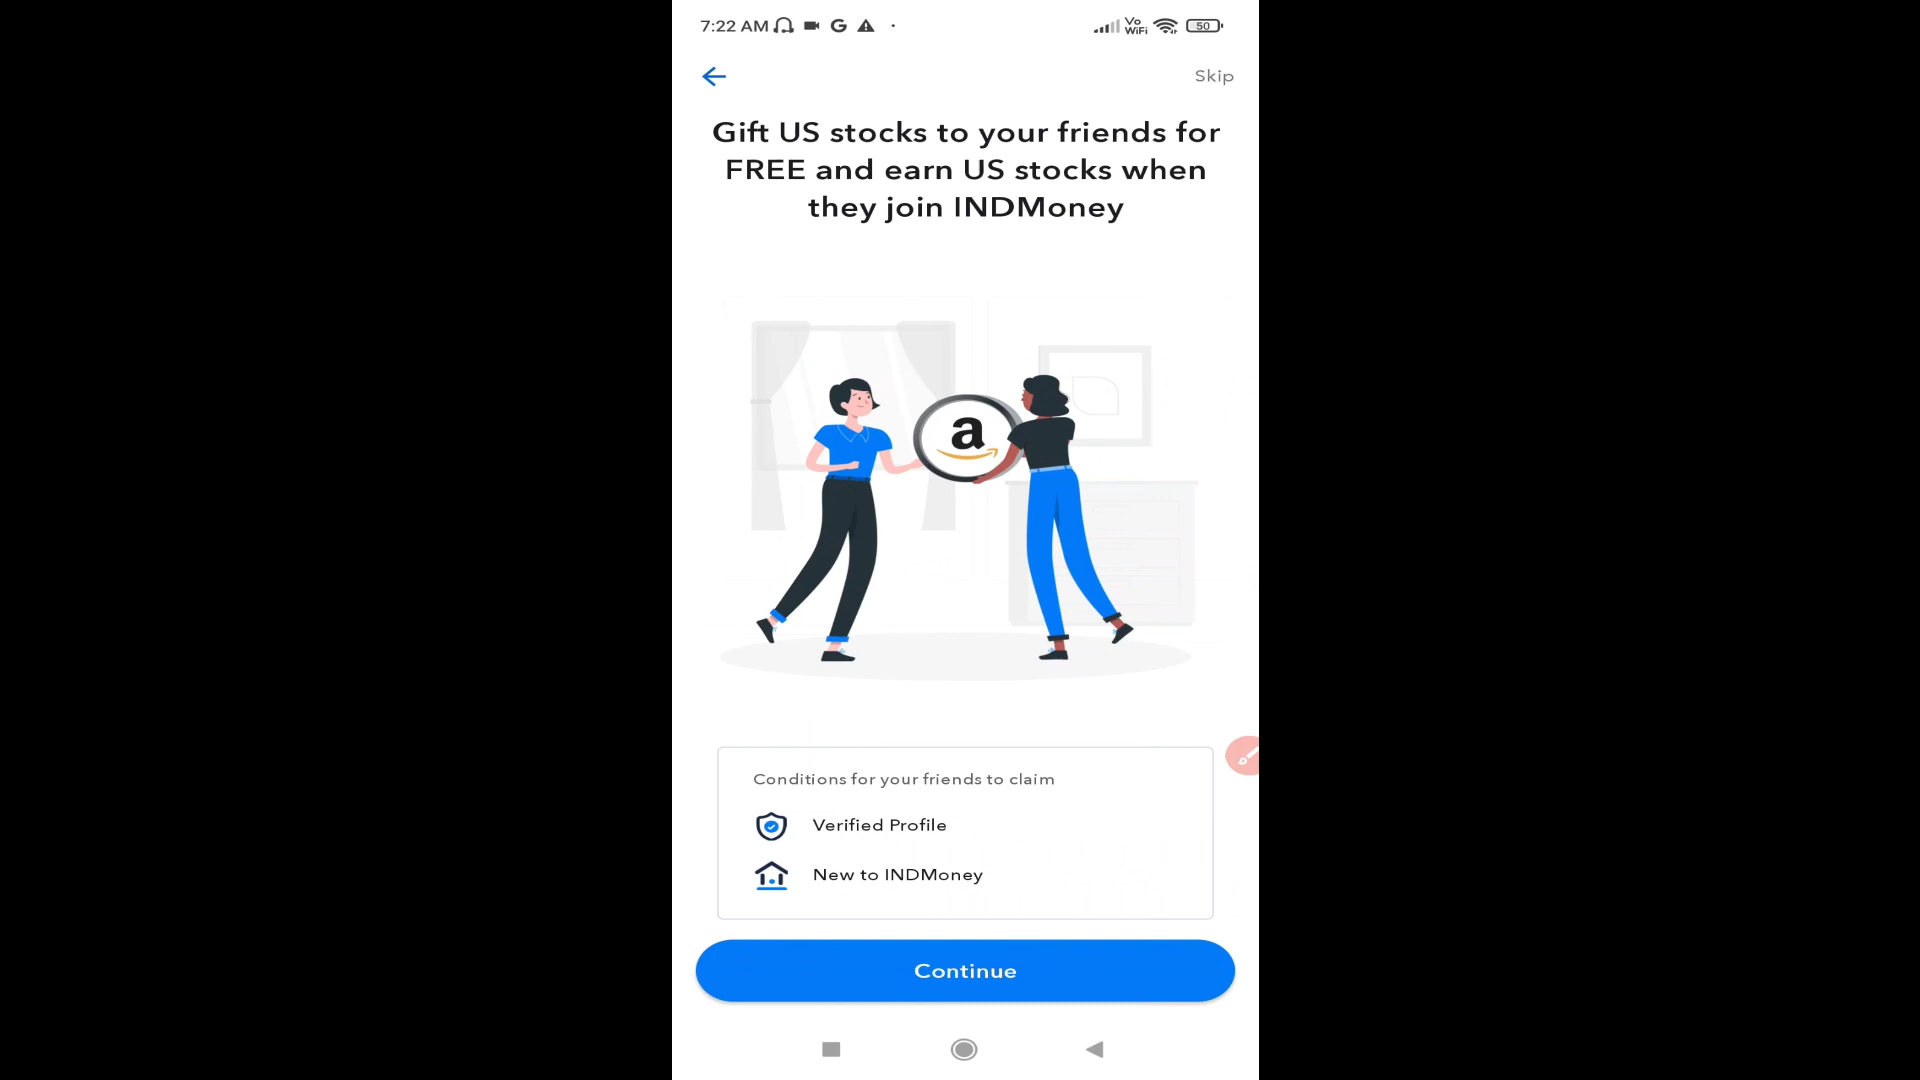 7:22 AM G Vo WiFi 50
Skip
Gift US stocks to your friends for
FREE and earn US stocks when
they join INDMoney
a
Conditions for your friends to claim
Verified Profile
New to INDMoney
Continue